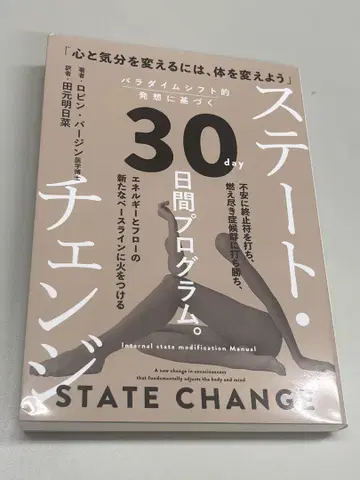 「心と気分を変えるには、体を変えよう」
パラダイムシフト的
発想に基づく
ステート・
チェンジ
30
day
日間プログラム。
著者・ロビン・バージン医学博士
訳者・田元明日菜
不安に終止符を打ち、
燃え尽き症候群に打ち勝ち、
エネルギーとフローの
新たなベースラインに火をつける
Internal state modification Manual
A new change in consciousness
that fundamentally adjusts the body and mind
STATE CHANGE